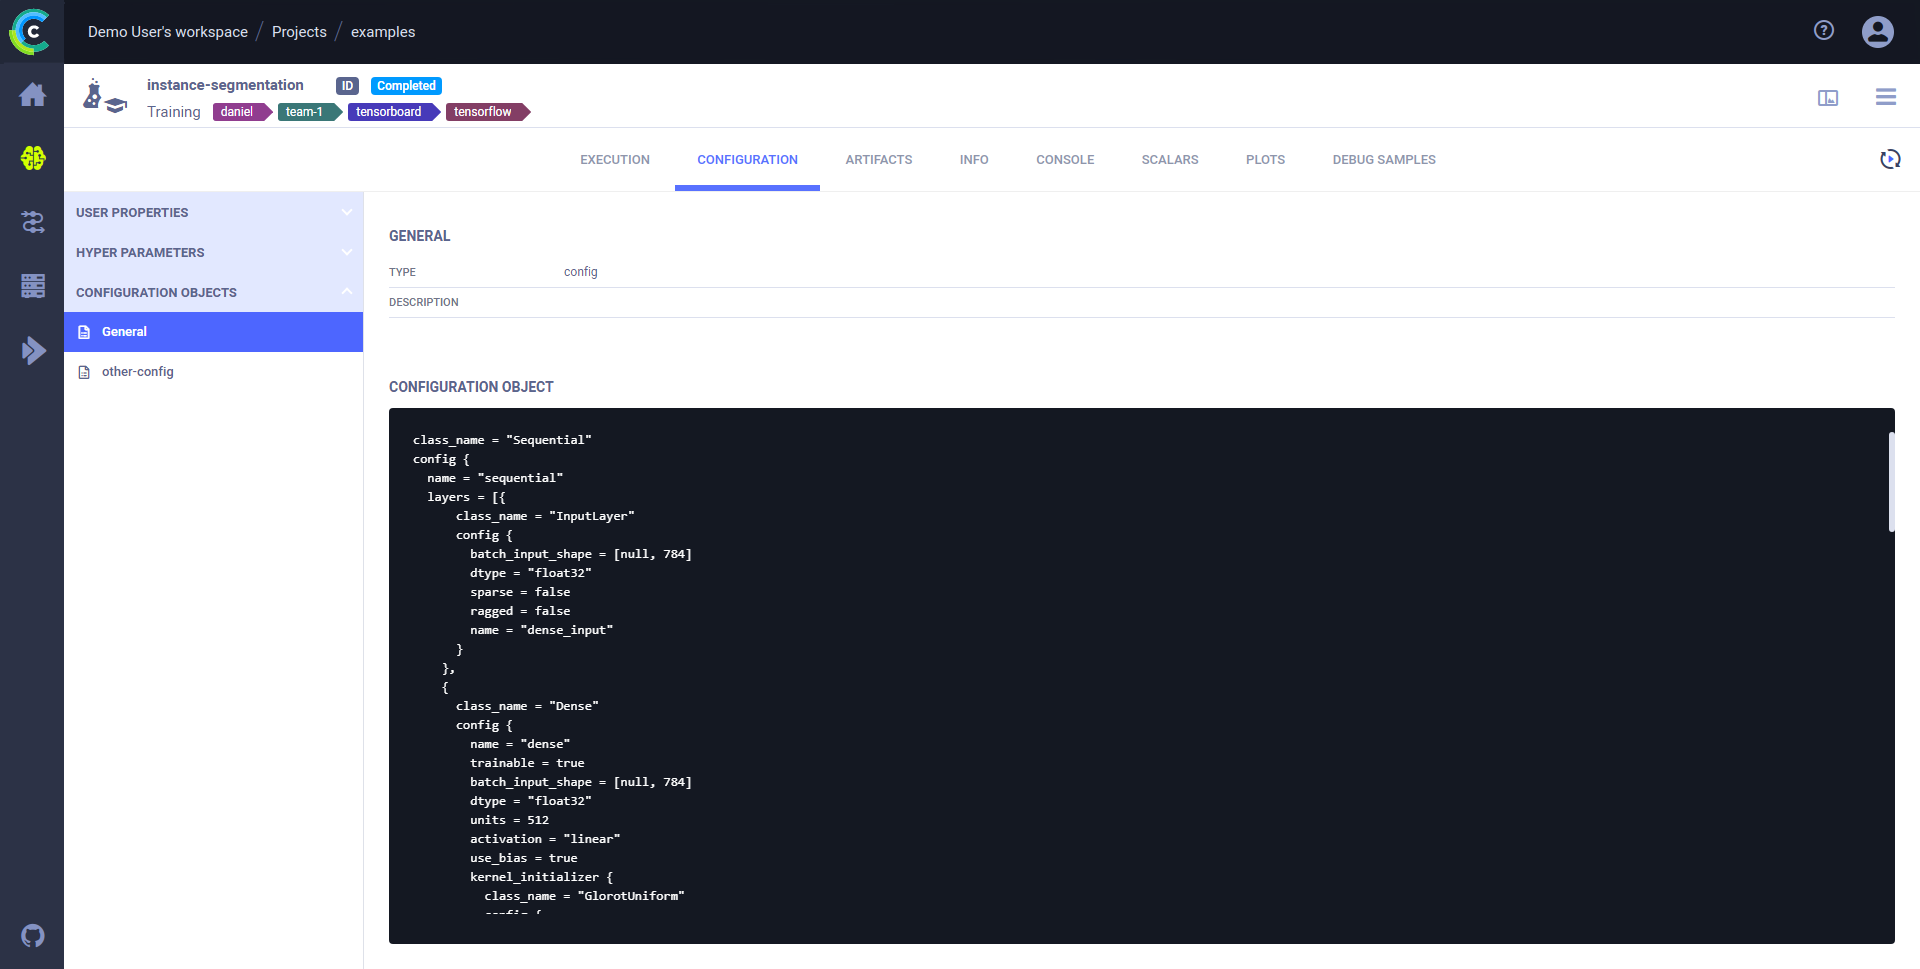 Demo User's workspace / Projects / examples
instance-segmentation ID Completed
Training daniel team-1 tensorboard tensorflow
EXECUTION CONFIGURATION ARTIFACTS INFO CONSOLE SCALARS PLOTS DEBUG SAMPLES
USER PROPERTIES
HYPER PARAMETERS
CONFIGURATION OBJECTS
General
other-config
GENERAL
TYPE config
DESCRIPTION
CONFIGURATION OBJECT
class_name = "Sequential"
config {
name = "sequential"
layers = [{
class_name = "InputLayer"
config {
batch_input_shape = [null, 784]
dtype = "float32"
sparse = false
ragged = false
name = "dense_input"
}
},
{
class_name = "Dense"
config {
name = "dense"
trainable = true
batch_input_shape = [null, 784]
dtype = "float32"
units = 512
activation = "linear"
use_bias = true
kernel_initializer {
class_name = "GlorotUniform"
config {